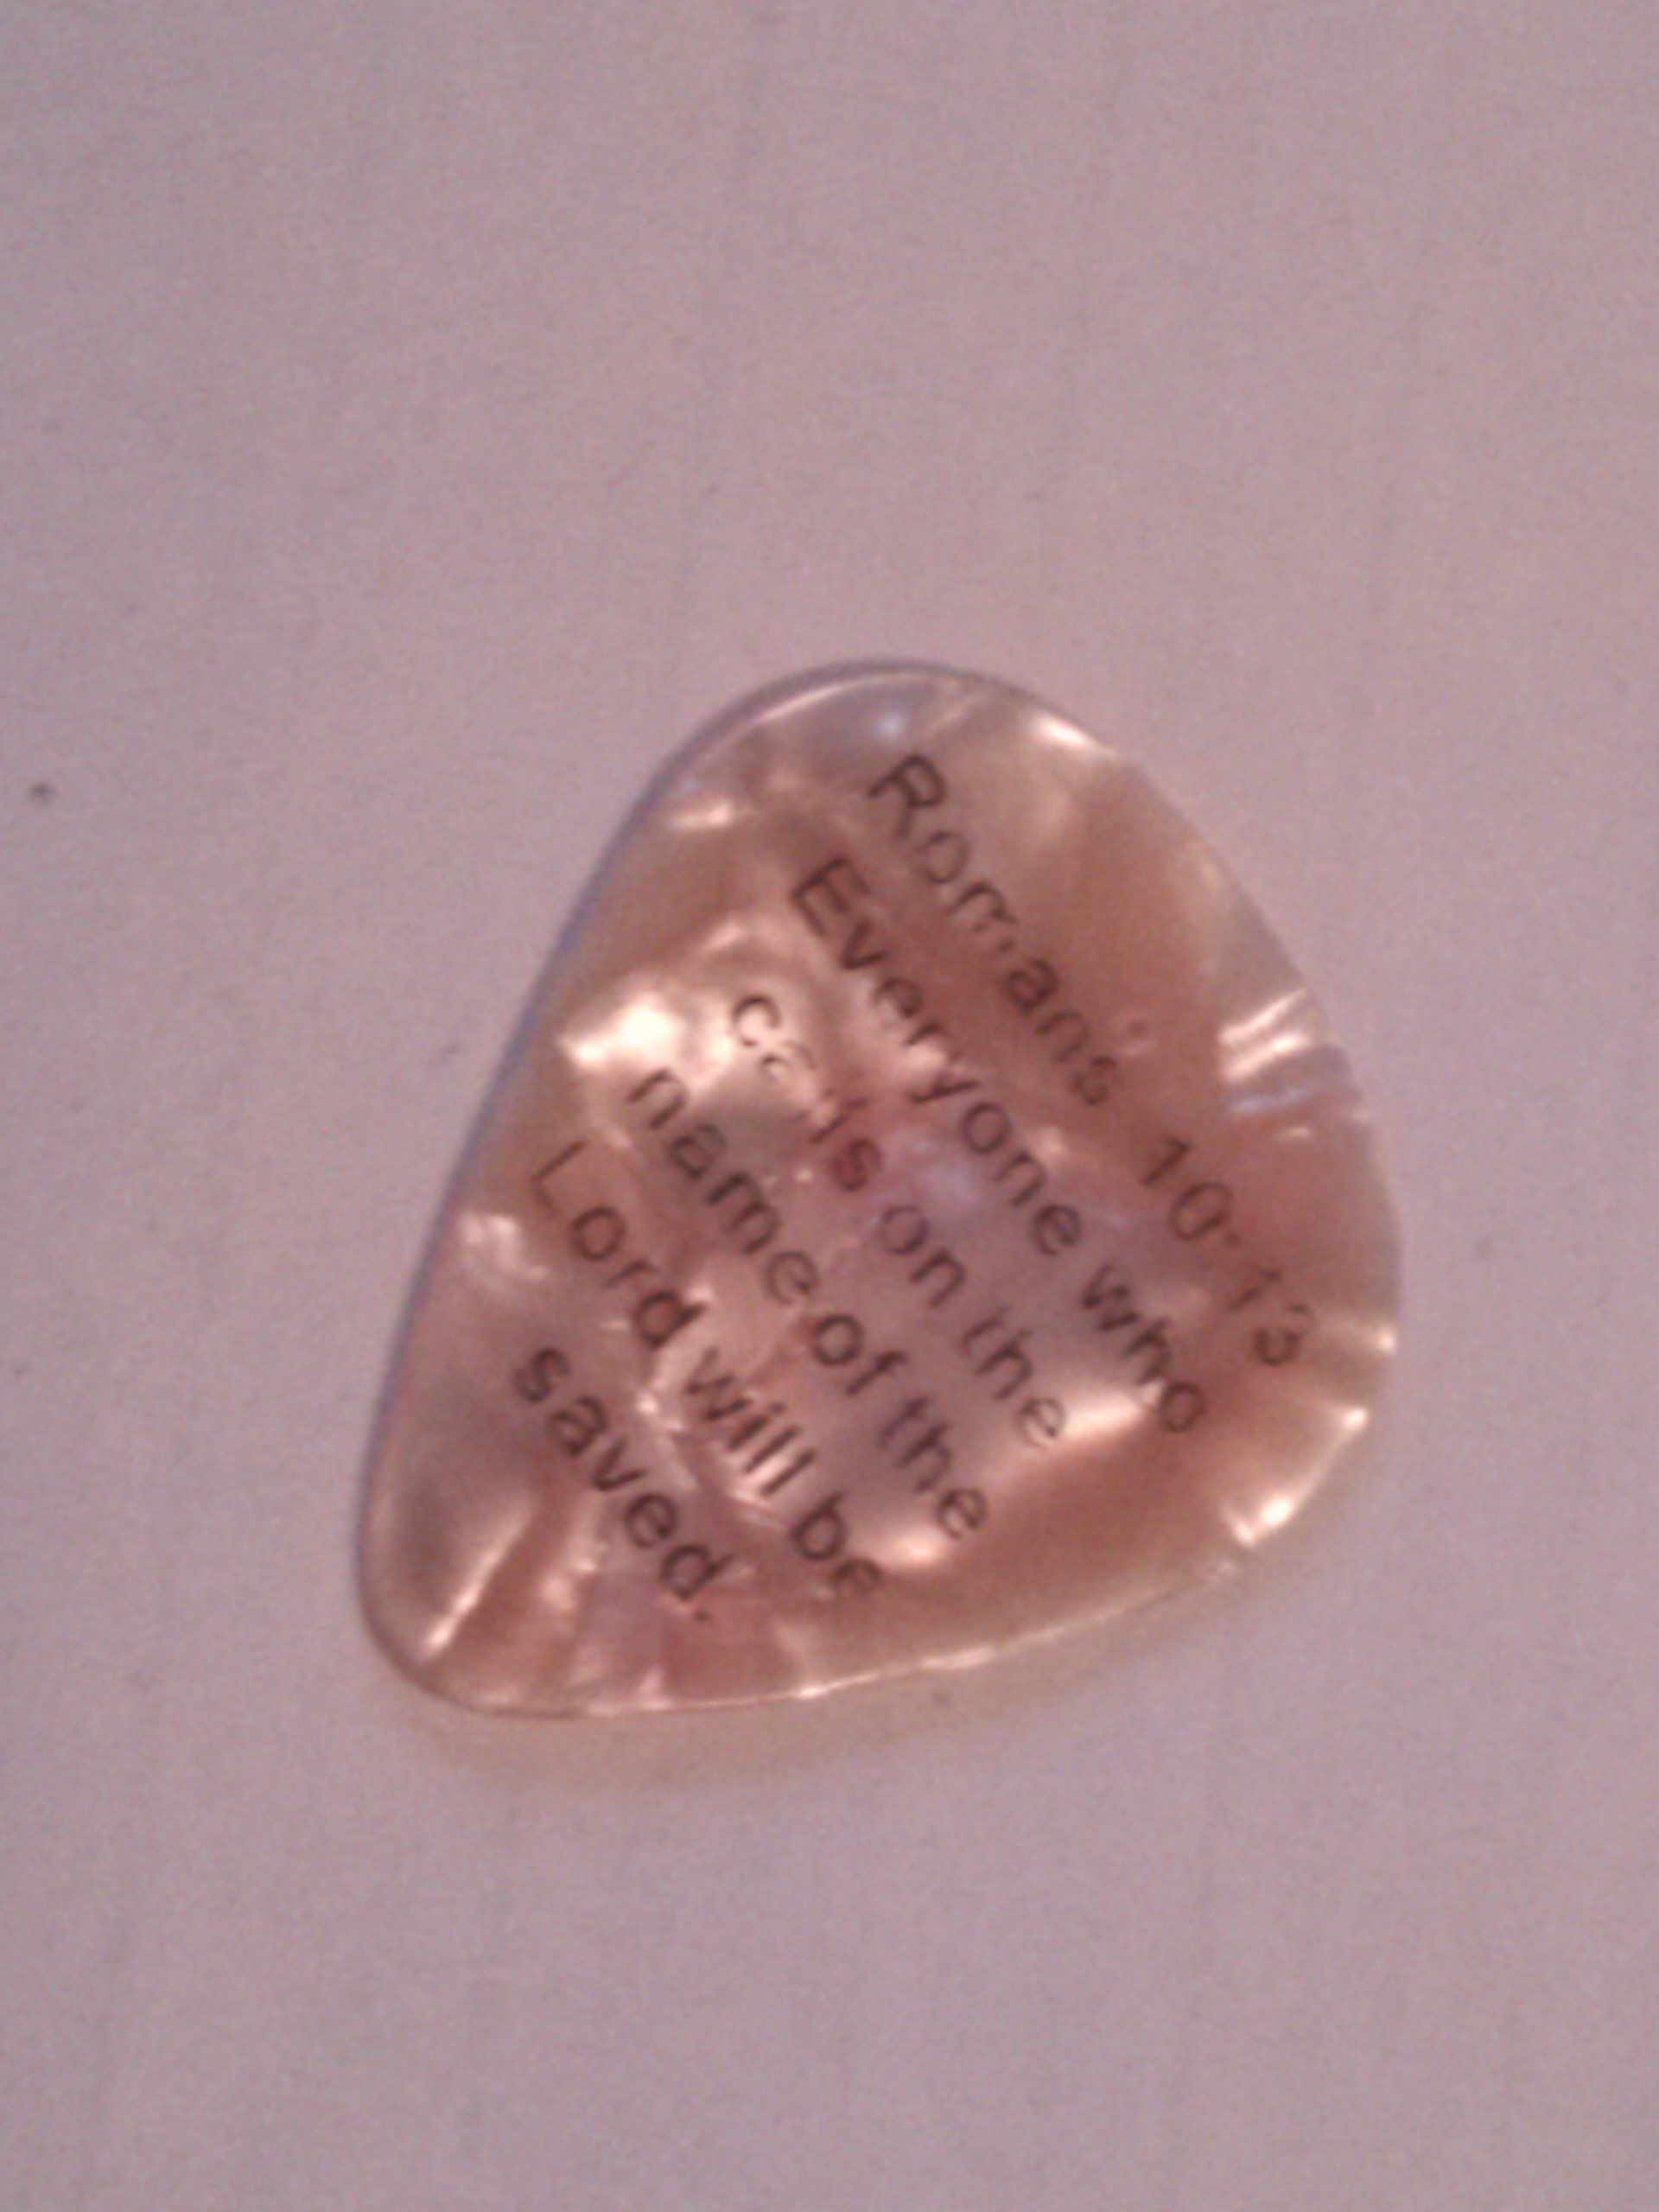 Romans 10-13
Everyone who
calls on the
name of the
Lord will be
saved.